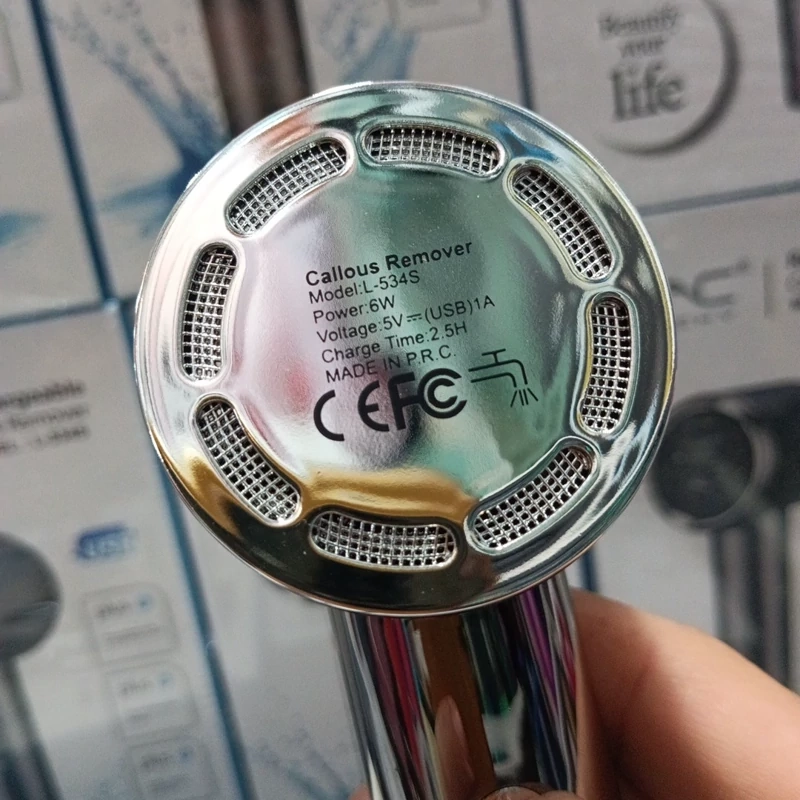 Beautify
your
life
Callous Remover
Model:L-534S
Power:6W
Voltage:5V⎓(USB)1A
Charge Time:2.5H
MADE IN P.R.C.
CE FC